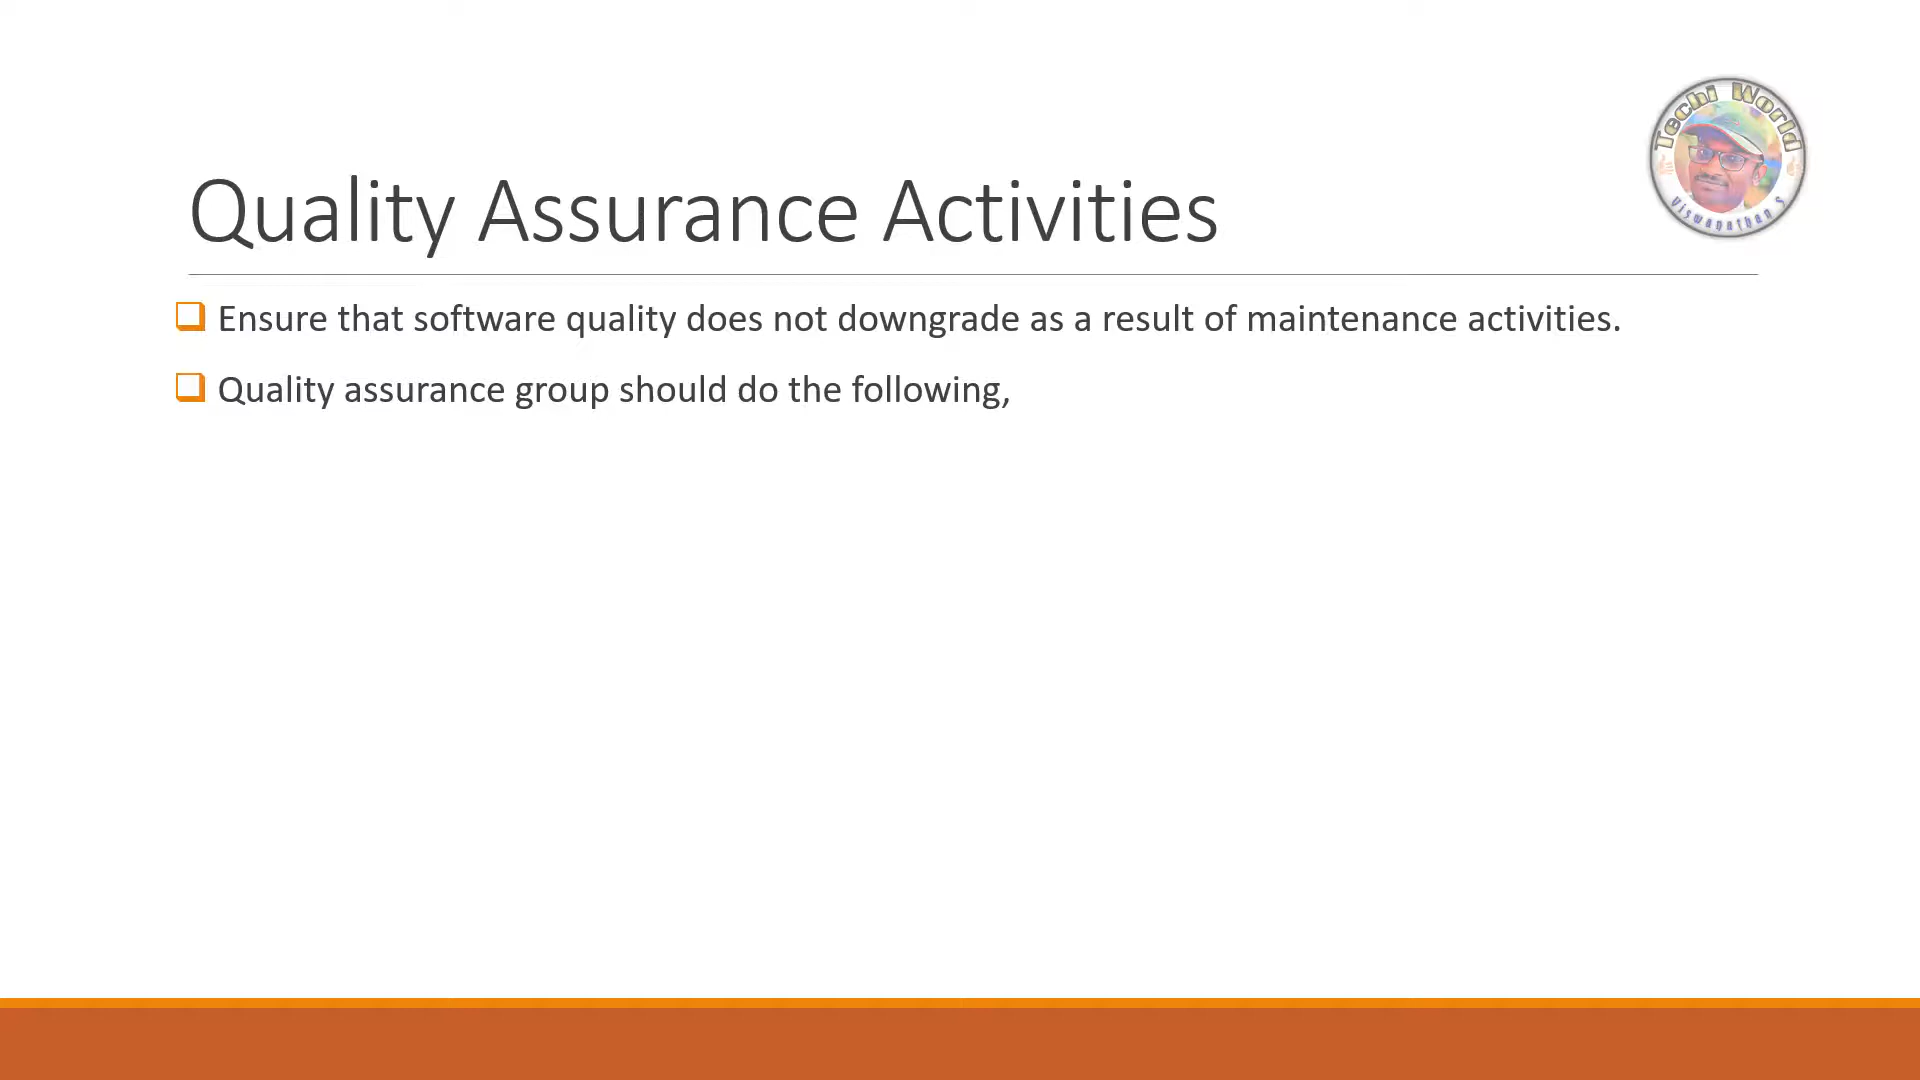 Techi World
Viswanathan S
Quality Assurance Activities
Ensure that software quality does not downgrade as a result of maintenance activities.
Quality assurance group should do the following,